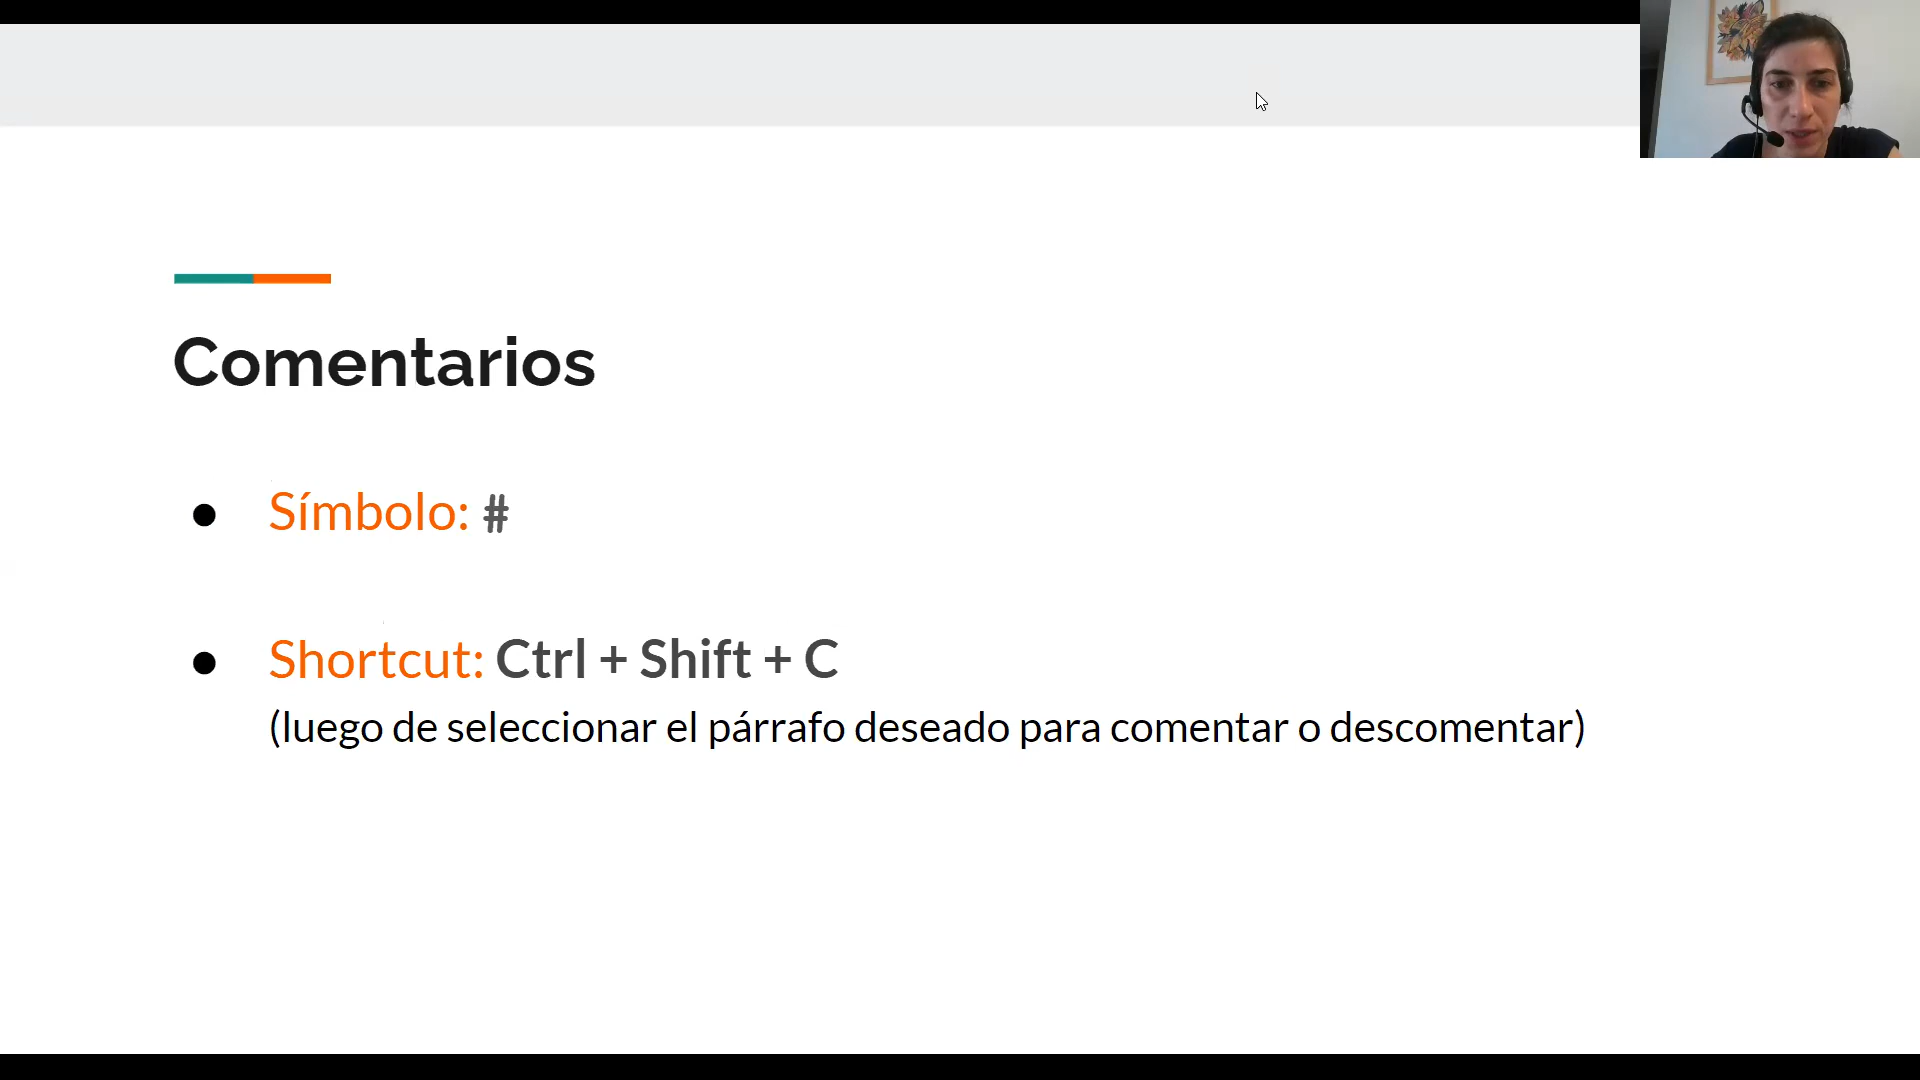 Comentarios
● Símbolo: #
● Shortcut: Ctrl + Shift + C
(luego de seleccionar el párrafo deseado para comentar o descomentar)